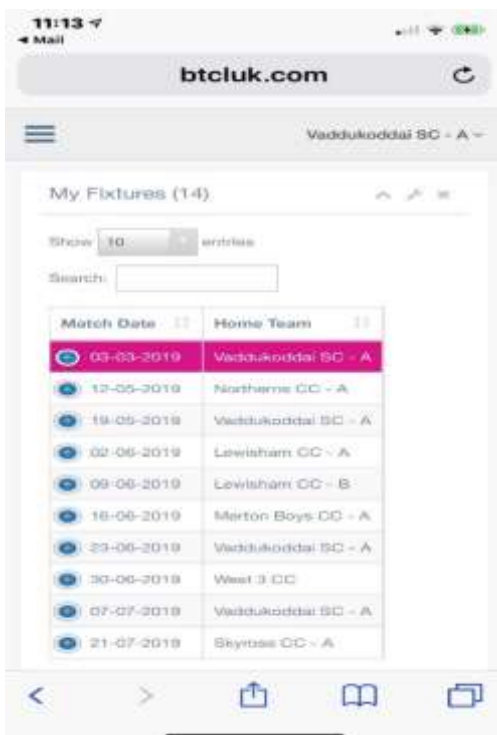 11:13
◀ Mail
btcluk.com
Vaddukoddai SC - A
My Fixtures (14)
Show 10 entries
Search:
Match Date Home Team
03-03-2019 Vaddukoddai SC - A
12-05-2019 Northerns CC - A
19-05-2019 Vaddukoddai SC - A
02-06-2019 Lewisham CC - A
09-06-2019 Lewisham CC - B
16-06-2019 Merton Boys CC - A
23-06-2019 Vaddukoddai SC - A
30-06-2019 West 3 CC
07-07-2019 Vaddukoddai SC - A
21-07-2019 Skyross CC - A